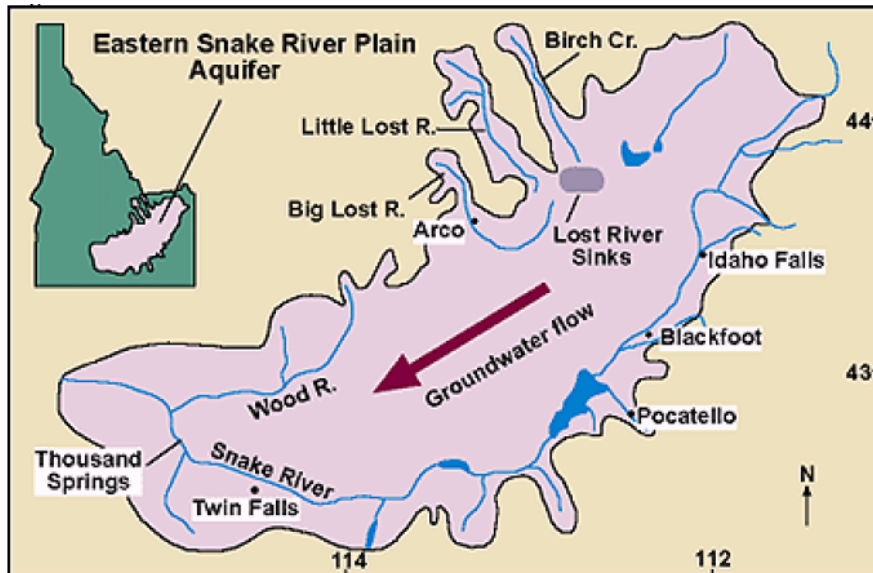 Eastern Snake River Plain
Aquifer
Birch Cr.
Little Lost R.
44°
Big Lost R.
Arco
Lost River
Sinks
Idaho Falls
Groundwater flow
Blackfoot
43°
Wood R.
Pocatello
Thousand
Springs
Snake River
Twin Falls
N
114
112